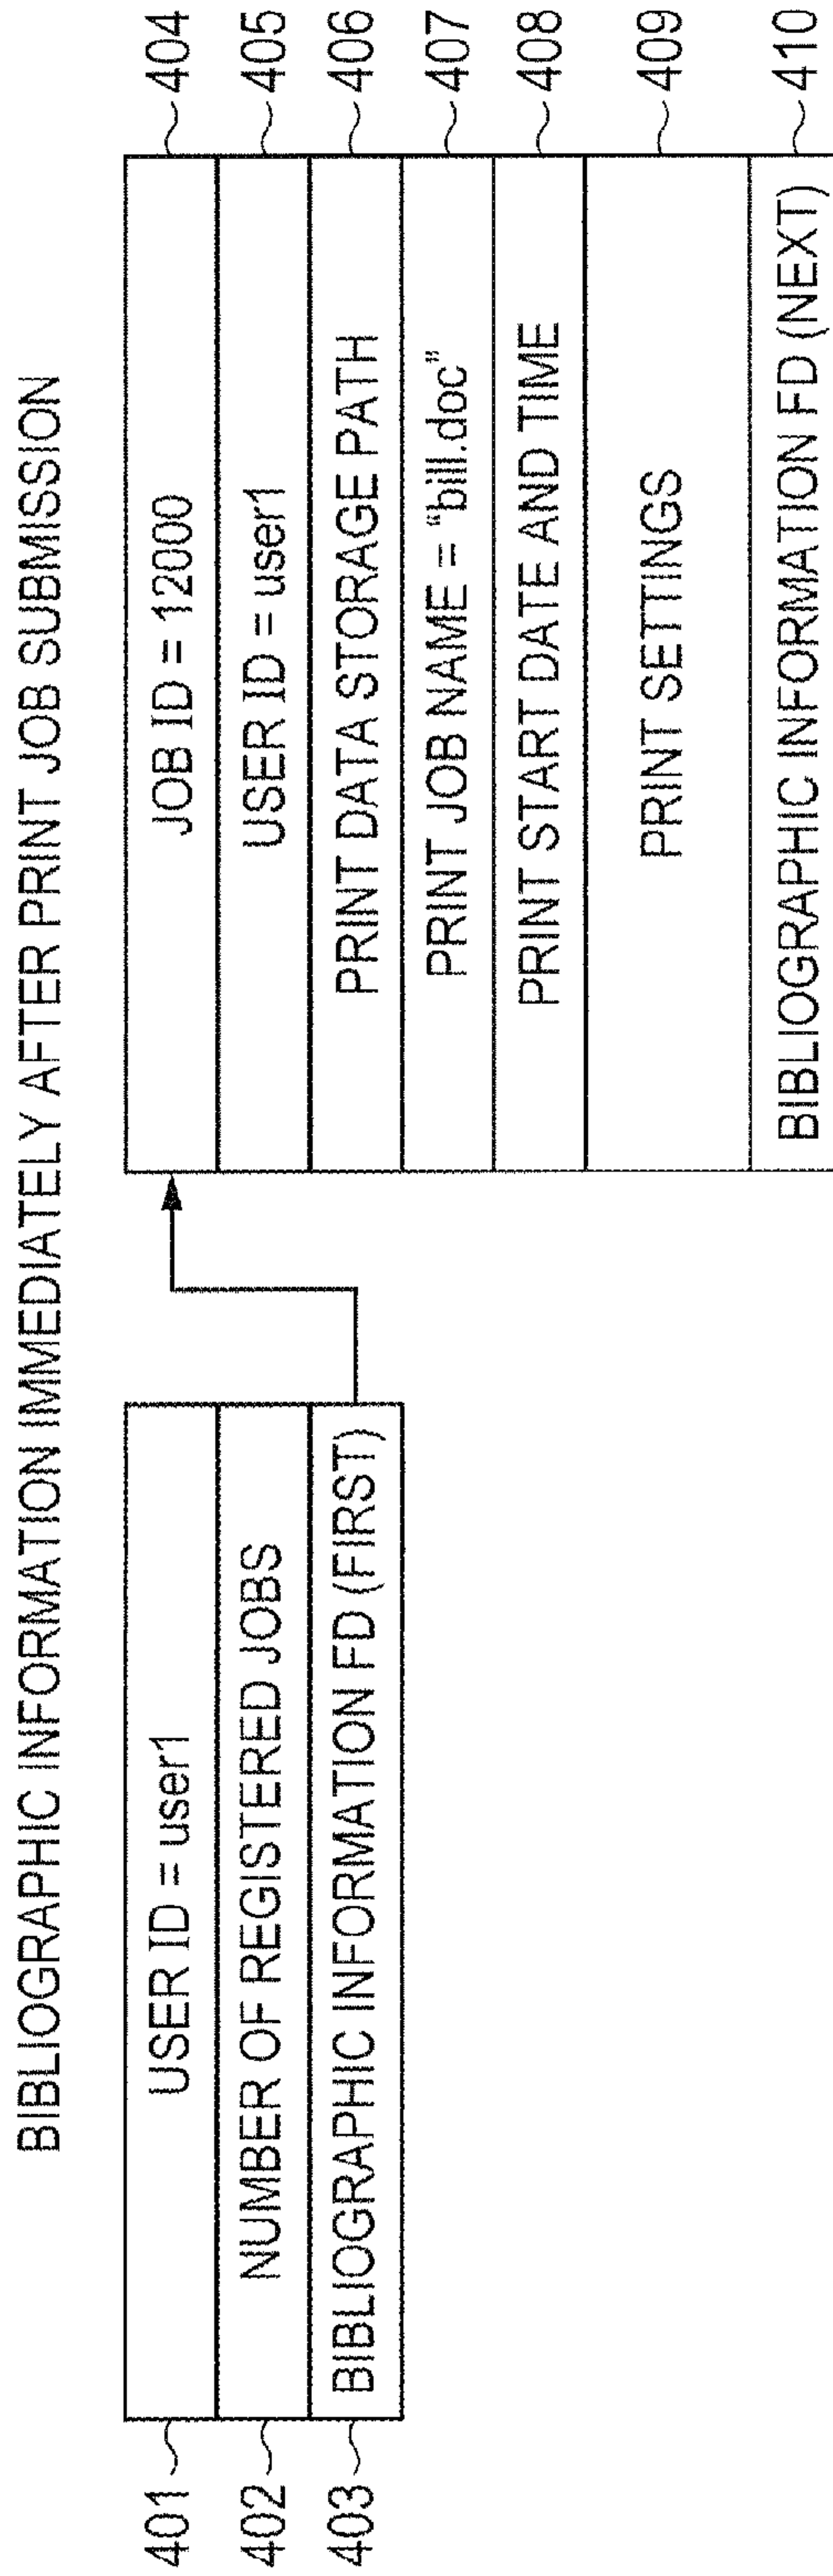 BIBLIOGRAPHIC INFORMATION IMMEDIATELY AFTER PRINT JOB SUBMISSION
401 USER ID = user1
402 NUMBER OF REGISTERED JOBS
403 BIBLIOGRAPHIC INFORMATION FD (FIRST)
JOB ID = 12000 404
USER ID = user1 405
PRINT DATA STORAGE PATH 406
PRINT JOB NAME = “bill.doc” 407
PRINT START DATE AND TIME 408
PRINT SETTINGS 409
BIBLIOGRAPHIC INFORMATION FD (NEXT) 410